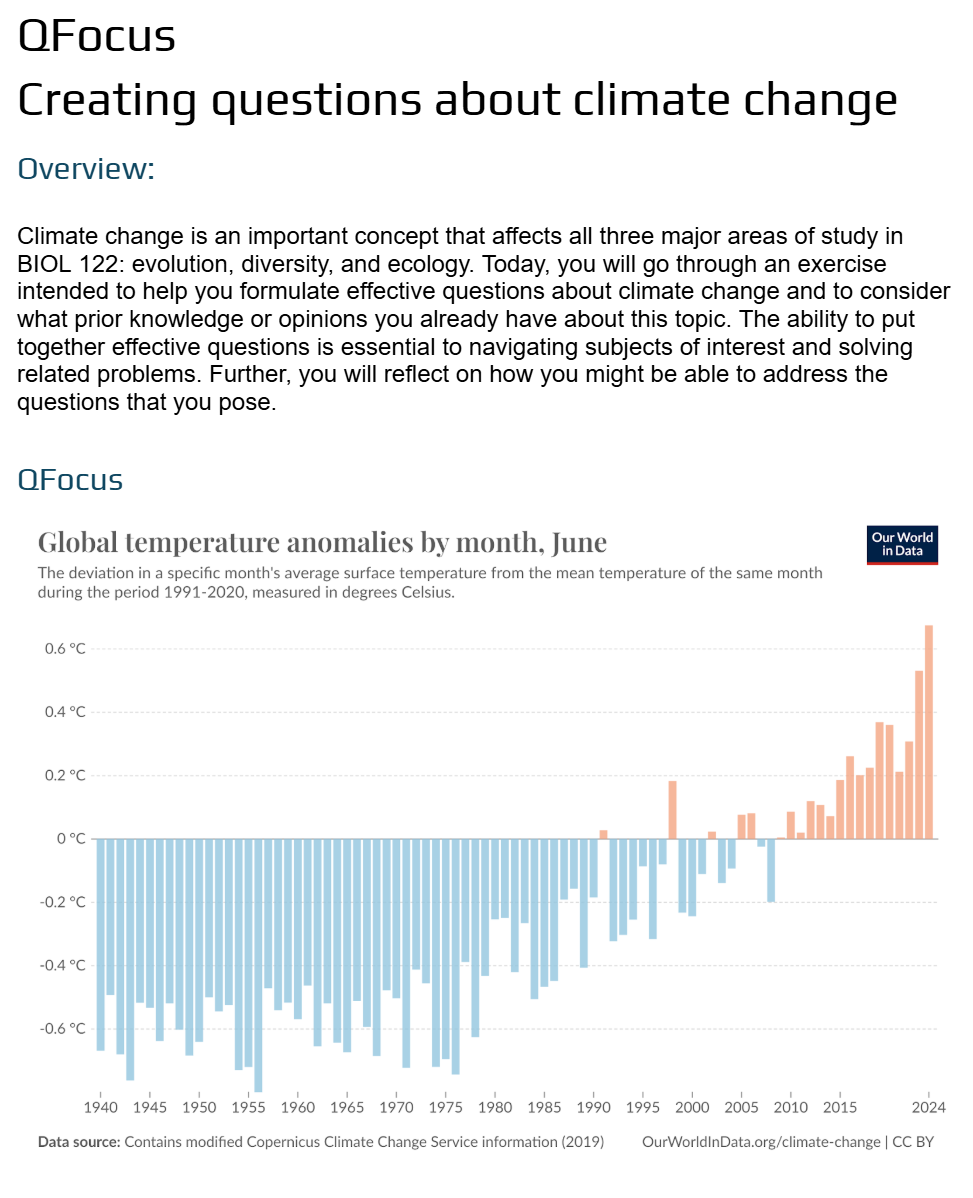 QFocus
Creating questions about climate change
Overview:
Climate change is an important concept that affects all three major areas of study in
BIOL 122: evolution, diversity, and ecology. Today, you will go through an exercise
intended to help you formulate effective questions about climate change and to consider
what prior knowledge or opinions you already have about this topic. The ability to put
together effective questions is essential to navigating subjects of interest and solving
related problems. Further, you will reflect on how you might be able to address the
questions that you pose.
QFocus
Global temperature anomalies by month, June
Our World
in Data
The deviation in a specific month's average surface temperature from the mean temperature of the same month
during the period 1991-2020, measured in degrees Celsius.
0.6 °C
0.4 °C
0.2 °C
0 °C
-0.2 °C
-0.4 °C
-0.6 °C
1940 1945 1950 1955 1960 1965 1970 1975 1980 1985 1990 1995 2000 2005 2010 2015 2024
Data source: Contains modified Copernicus Climate Change Service information (2019) OurWorldInData.org/climate-change | CC BY